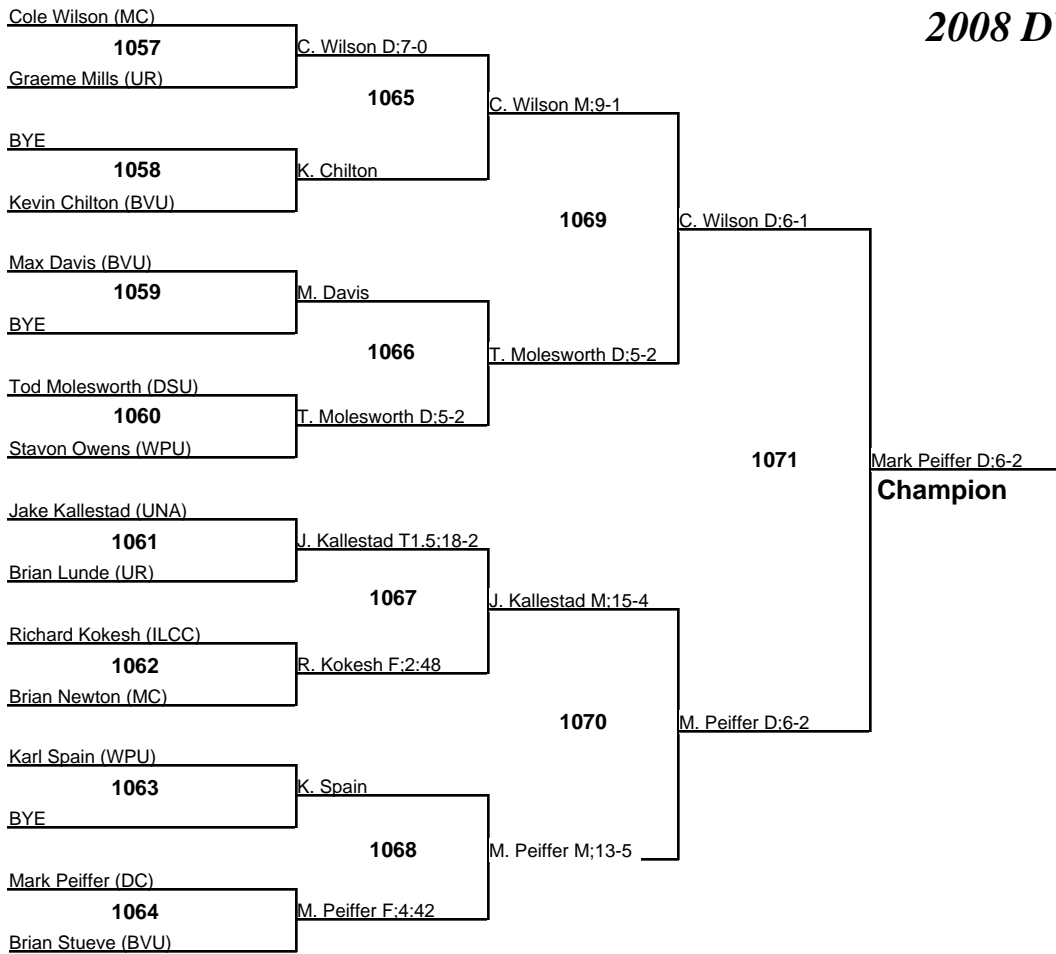 2008 D
Cole Wilson (MC)
1057
Graeme Mills (UR)
C. Wilson D;7-0
1065
BYE
1058
Kevin Chilton (BVU)
K. Chilton
C. Wilson M;9-1
1069
Max Davis (BVU)
1059
BYE
M. Davis
1066
Tod Molesworth (DSU)
1060
Stavon Owens (WPU)
T. Molesworth D;5-2
T. Molesworth D;5-2
C. Wilson D;6-1
1071
Jake Kallestad (UNA)
1061
Brian Lunde (UR)
J. Kallestad T1.5;18-2
1067
Richard Kokesh (ILCC)
1062
Brian Newton (MC)
R. Kokesh F;2:48
J. Kallestad M;15-4
1070
Karl Spain (WPU)
1063
BYE
K. Spain
1068
Mark Peiffer (DC)
1064
Brian Stueve (BVU)
M. Peiffer F;4:42
M. Peiffer M;13-5
M. Peiffer D;6-2
Mark Peiffer D;6-2
Champion